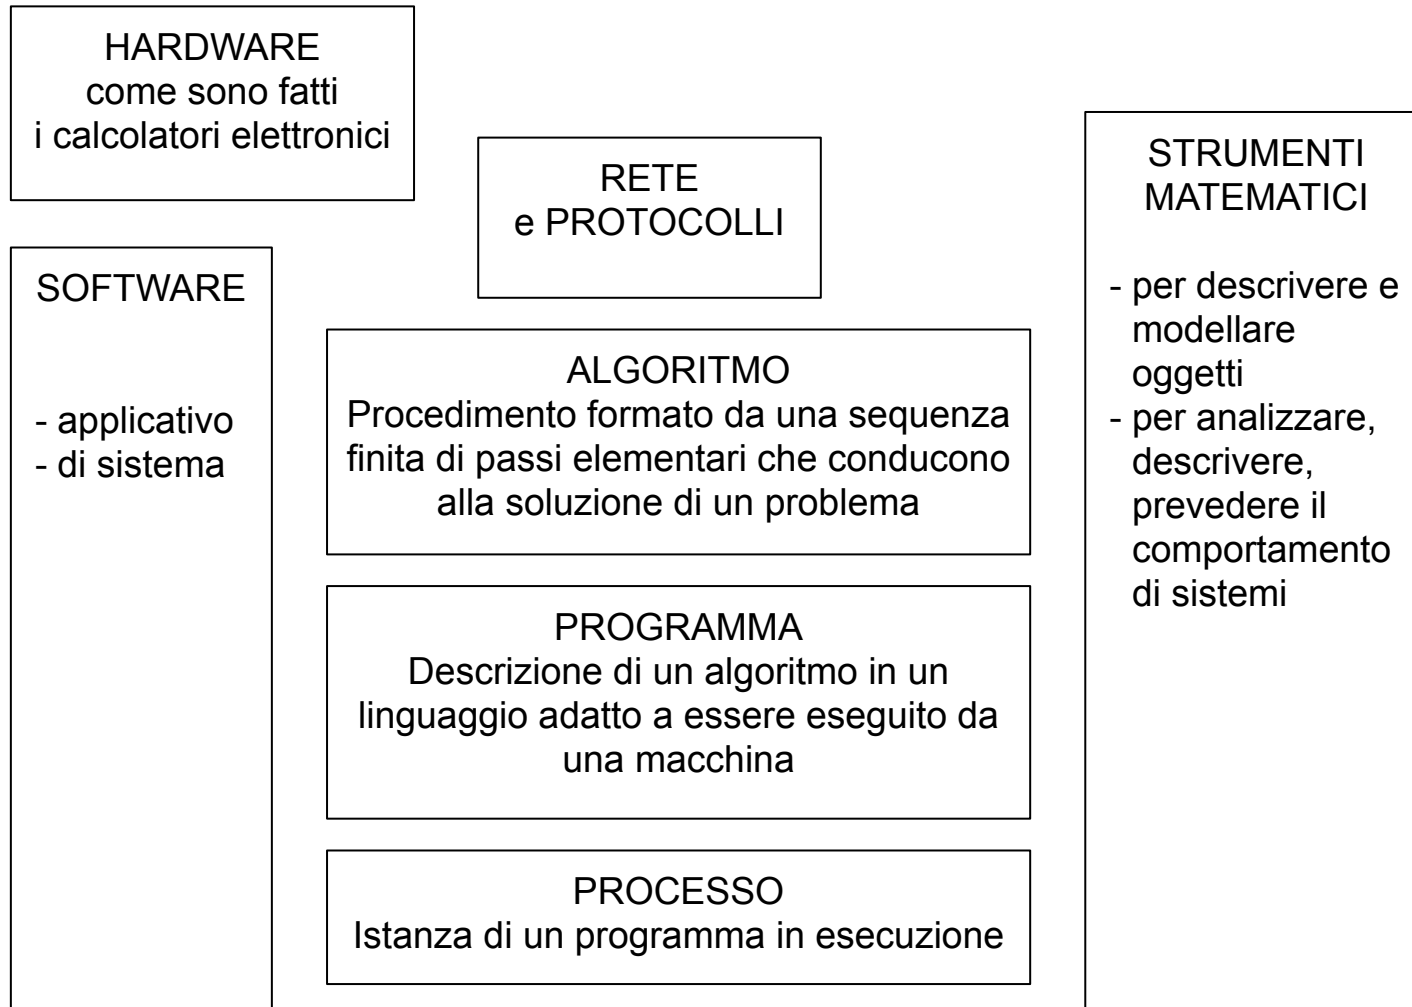 HARDWARE
come sono fatti
i calcolatori elettronici
RETE
e PROTOCOLLI
SOFTWARE
- applicativo
- di sistema
ALGORITMO
Procedimento formato da una sequenza
finita di passi elementari che conducono
alla soluzione di un problema
PROGRAMMA
Descrizione di un algoritmo in un
linguaggio adatto a essere eseguito da
una macchina
PROCESSO
Istanza di un programma in esecuzione
STRUMENTI
MATEMATICI
- per descrivere e
modellare
oggetti
- per analizzare,
descrivere,
prevedere il
comportamento
di sistemi